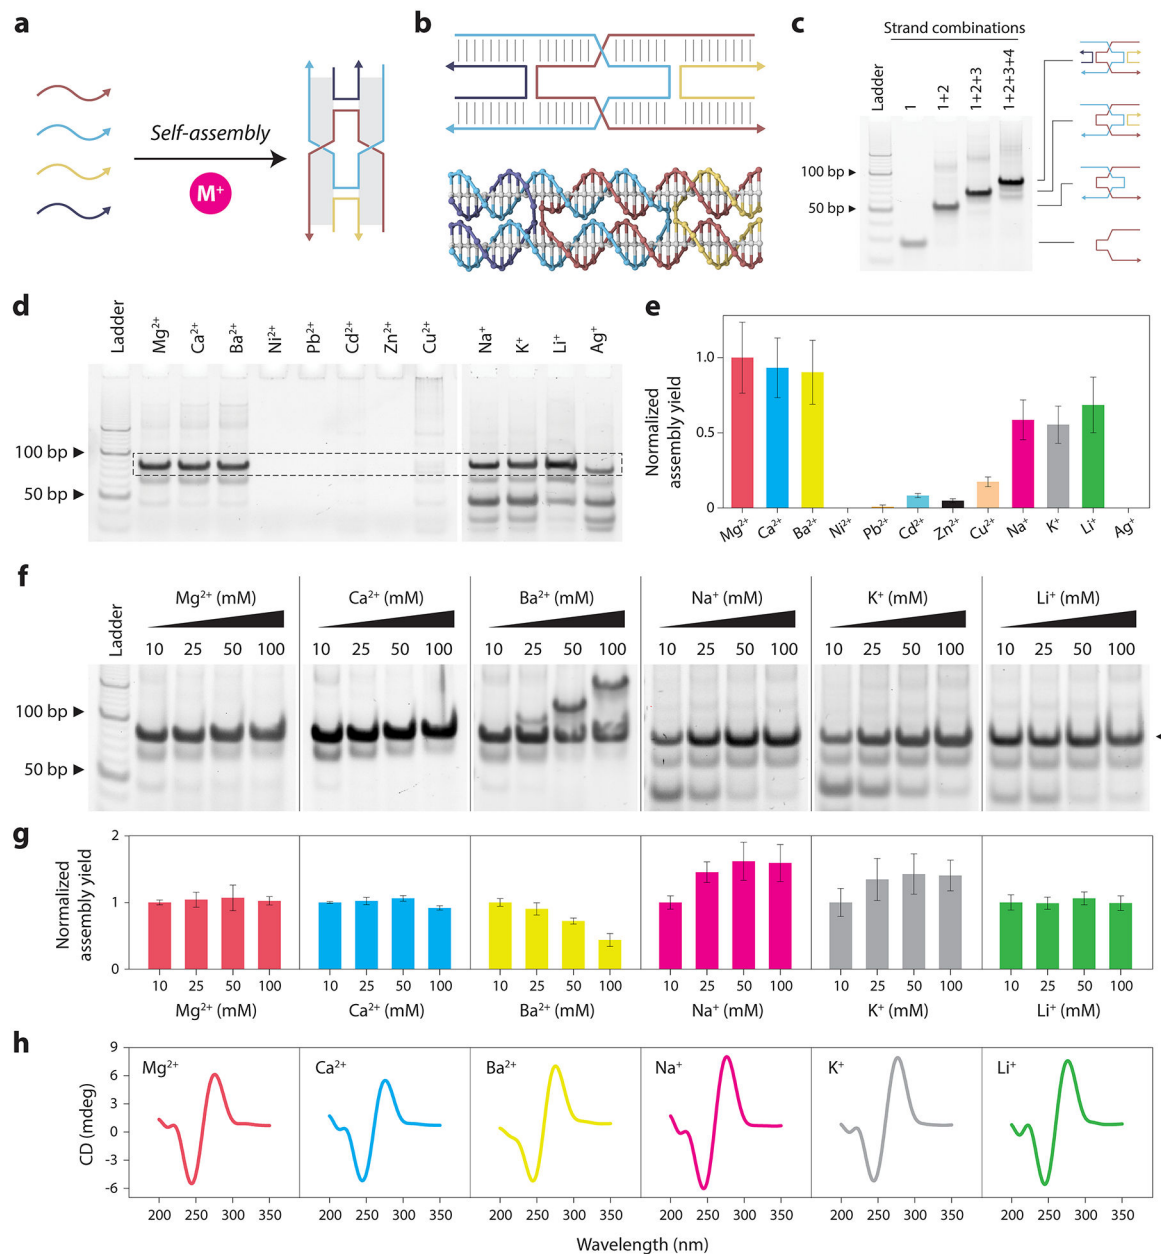 a
Self-assembly
M⁺
b
c
Strand combinations
Ladder
1
1+2
1+2+3
1+2+3+4
100 bp
50 bp
d
Ladder
Mg²⁺
Ca²⁺
Ba²⁺
Ni²⁺
Pb²⁺
Cd²⁺
Zn²⁺
Cu²⁺
Na⁺
K⁺
Li⁺
Ag⁺
100 bp
50 bp
e
Normalized
assembly yield
1.0
0.5
0
Mg²⁺ Ca²⁺ Ba²⁺ Ni²⁺ Pb²⁺ Cd²⁺ Zn²⁺ Cu²⁺ Na⁺ K⁺ Li⁺ Ag⁺
f
Ladder
Mg²⁺ (mM) Ca²⁺ (mM) Ba²⁺ (mM) Na⁺ (mM) K⁺ (mM) Li⁺ (mM)
10 25 50 100 10 25 50 100 10 25 50 100 10 25 50 100 10 25 50 100 10 25 50 100
100 bp
50 bp
g
Normalized
assembly yield
2
1
0
10 25 50 100 10 25 50 100 10 25 50 100 10 25 50 100 10 25 50 100 10 25 50 100
Mg²⁺ (mM) Ca²⁺ (mM) Ba²⁺ (mM) Na⁺ (mM) K⁺ (mM) Li⁺ (mM)
h
CD (mdeg)
9
6
3
0
-3
-6
Mg²⁺ Ca²⁺ Ba²⁺ Na⁺ K⁺ Li⁺
200 250 300 350 200 250 300 350 200 250 300 350 200 250 300 350 200 250 300 350 200 250 300 350
Wavelength (nm)